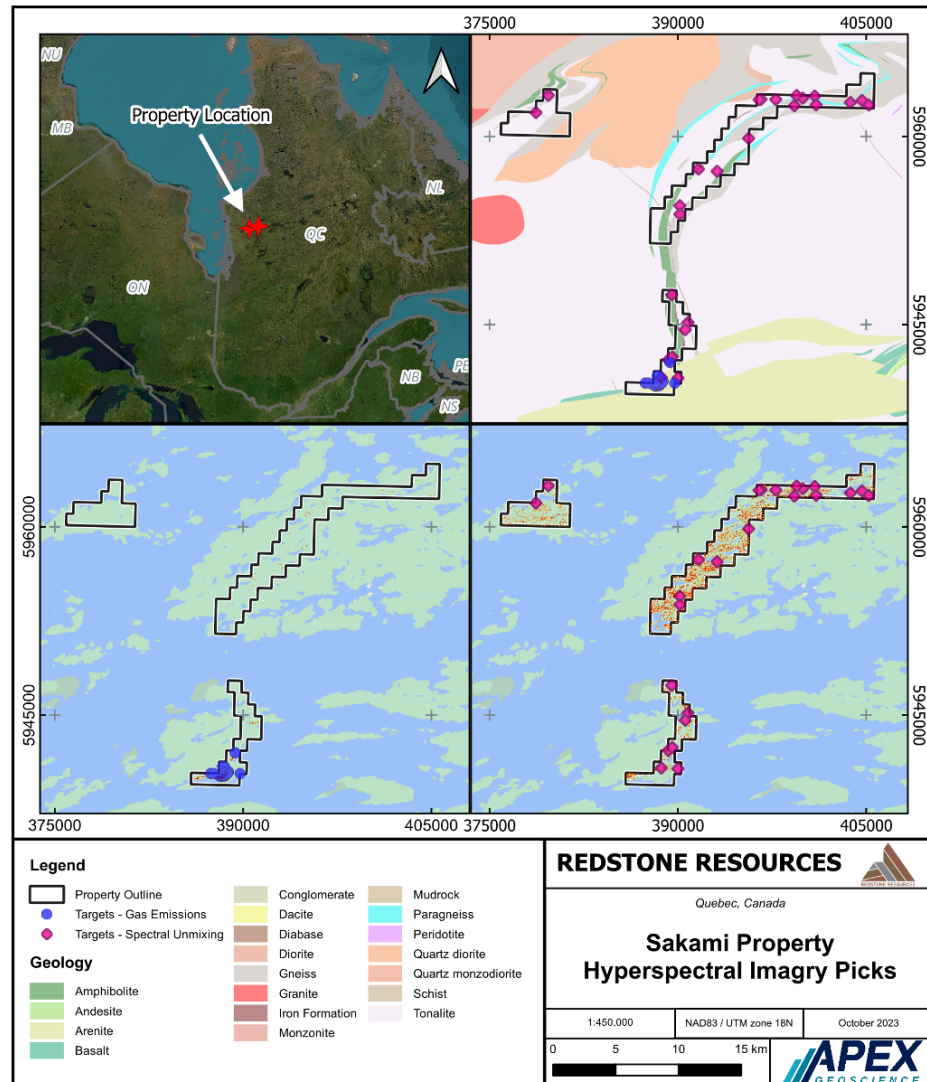 375000 390000 405000
NU
MB
Property Location
NL
QC
ON
NB
PE
NS
5960000
5945000
5960000
5945000
375000 390000 405000
375000 390000 405000
Legend
Property Outline
Targets - Gas Emissions
Targets - Spectral Unmixing
Geology
Amphibolite
Andesite
Arenite
Basalt
Conglomerate
Dacite
Diabase
Diorite
Gneiss
Granite
Iron Formation
Monzonite
Mudrock
Paragneiss
Peridotite
Quartz diorite
Quartz monzodiorite
Schist
Tonalite
REDSTONE RESOURCES
REDSTONE RESOURCES
Quebec, Canada
Sakami Property
Hyperspectral Imagry Picks
1:450,000 NAD83 / UTM zone 18N October 2023
0 5 10 15 km
APEX
GEOSCIENCE